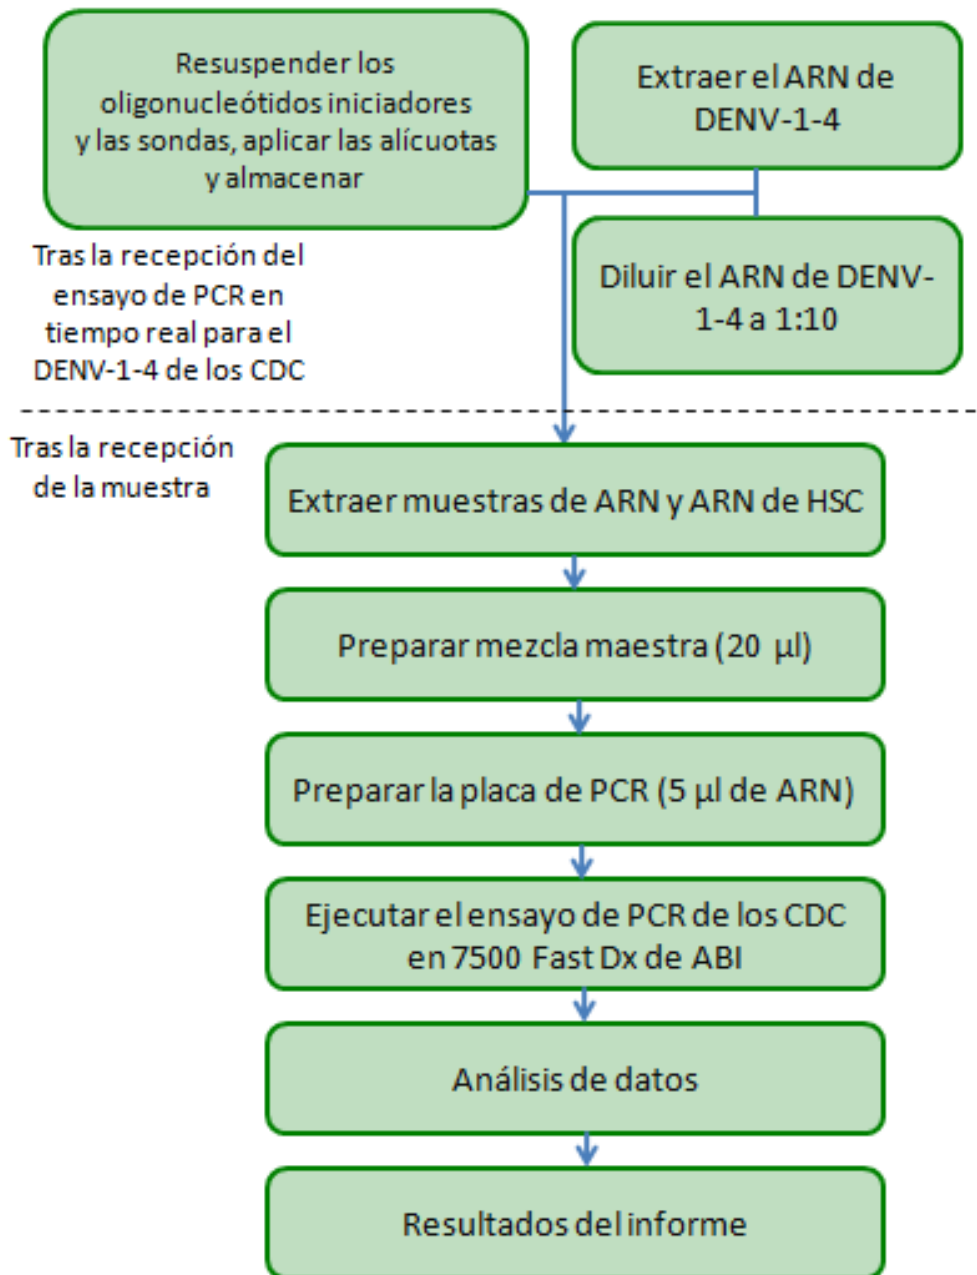 Resuspender los
oligonucleótidos iniciadores
y las sondas, aplicar las alícuotas
y almacenar
Extraer el ARN de
DENV-1-4
Tras la recepción del
ensayo de PCR en
tiempo real para el
DENV-1-4 de los CDC
Diluir el ARN de DENV-
1-4 a 1:10
Tras la recepción
de la muestra
Extraer muestras de ARN y ARN de HSC
Preparar mezcla maestra (20 µl)
Preparar la placa de PCR (5 µl de ARN)
Ejecutar el ensayo de PCR de los CDC
en 7500 Fast Dx de ABI
Análisis de datos
Resultados del informe